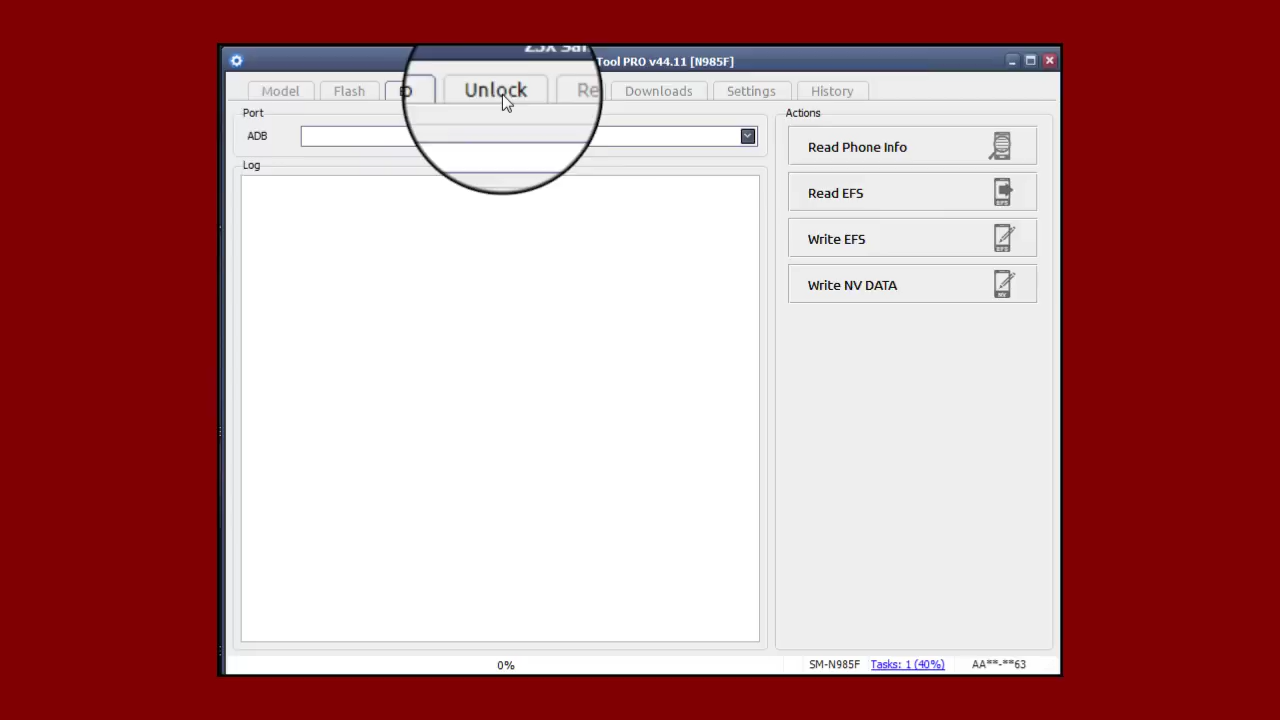 Tool PRO v44.11 [N985F]
Model
Flash
Unlock
Downloads
Settings
History
Port
ADB
Log
Actions
Read Phone Info
Read EFS
Write EFS
Write NV DATA
0%
SM-N985F
Tasks: 1 (40%)
AA**-**63